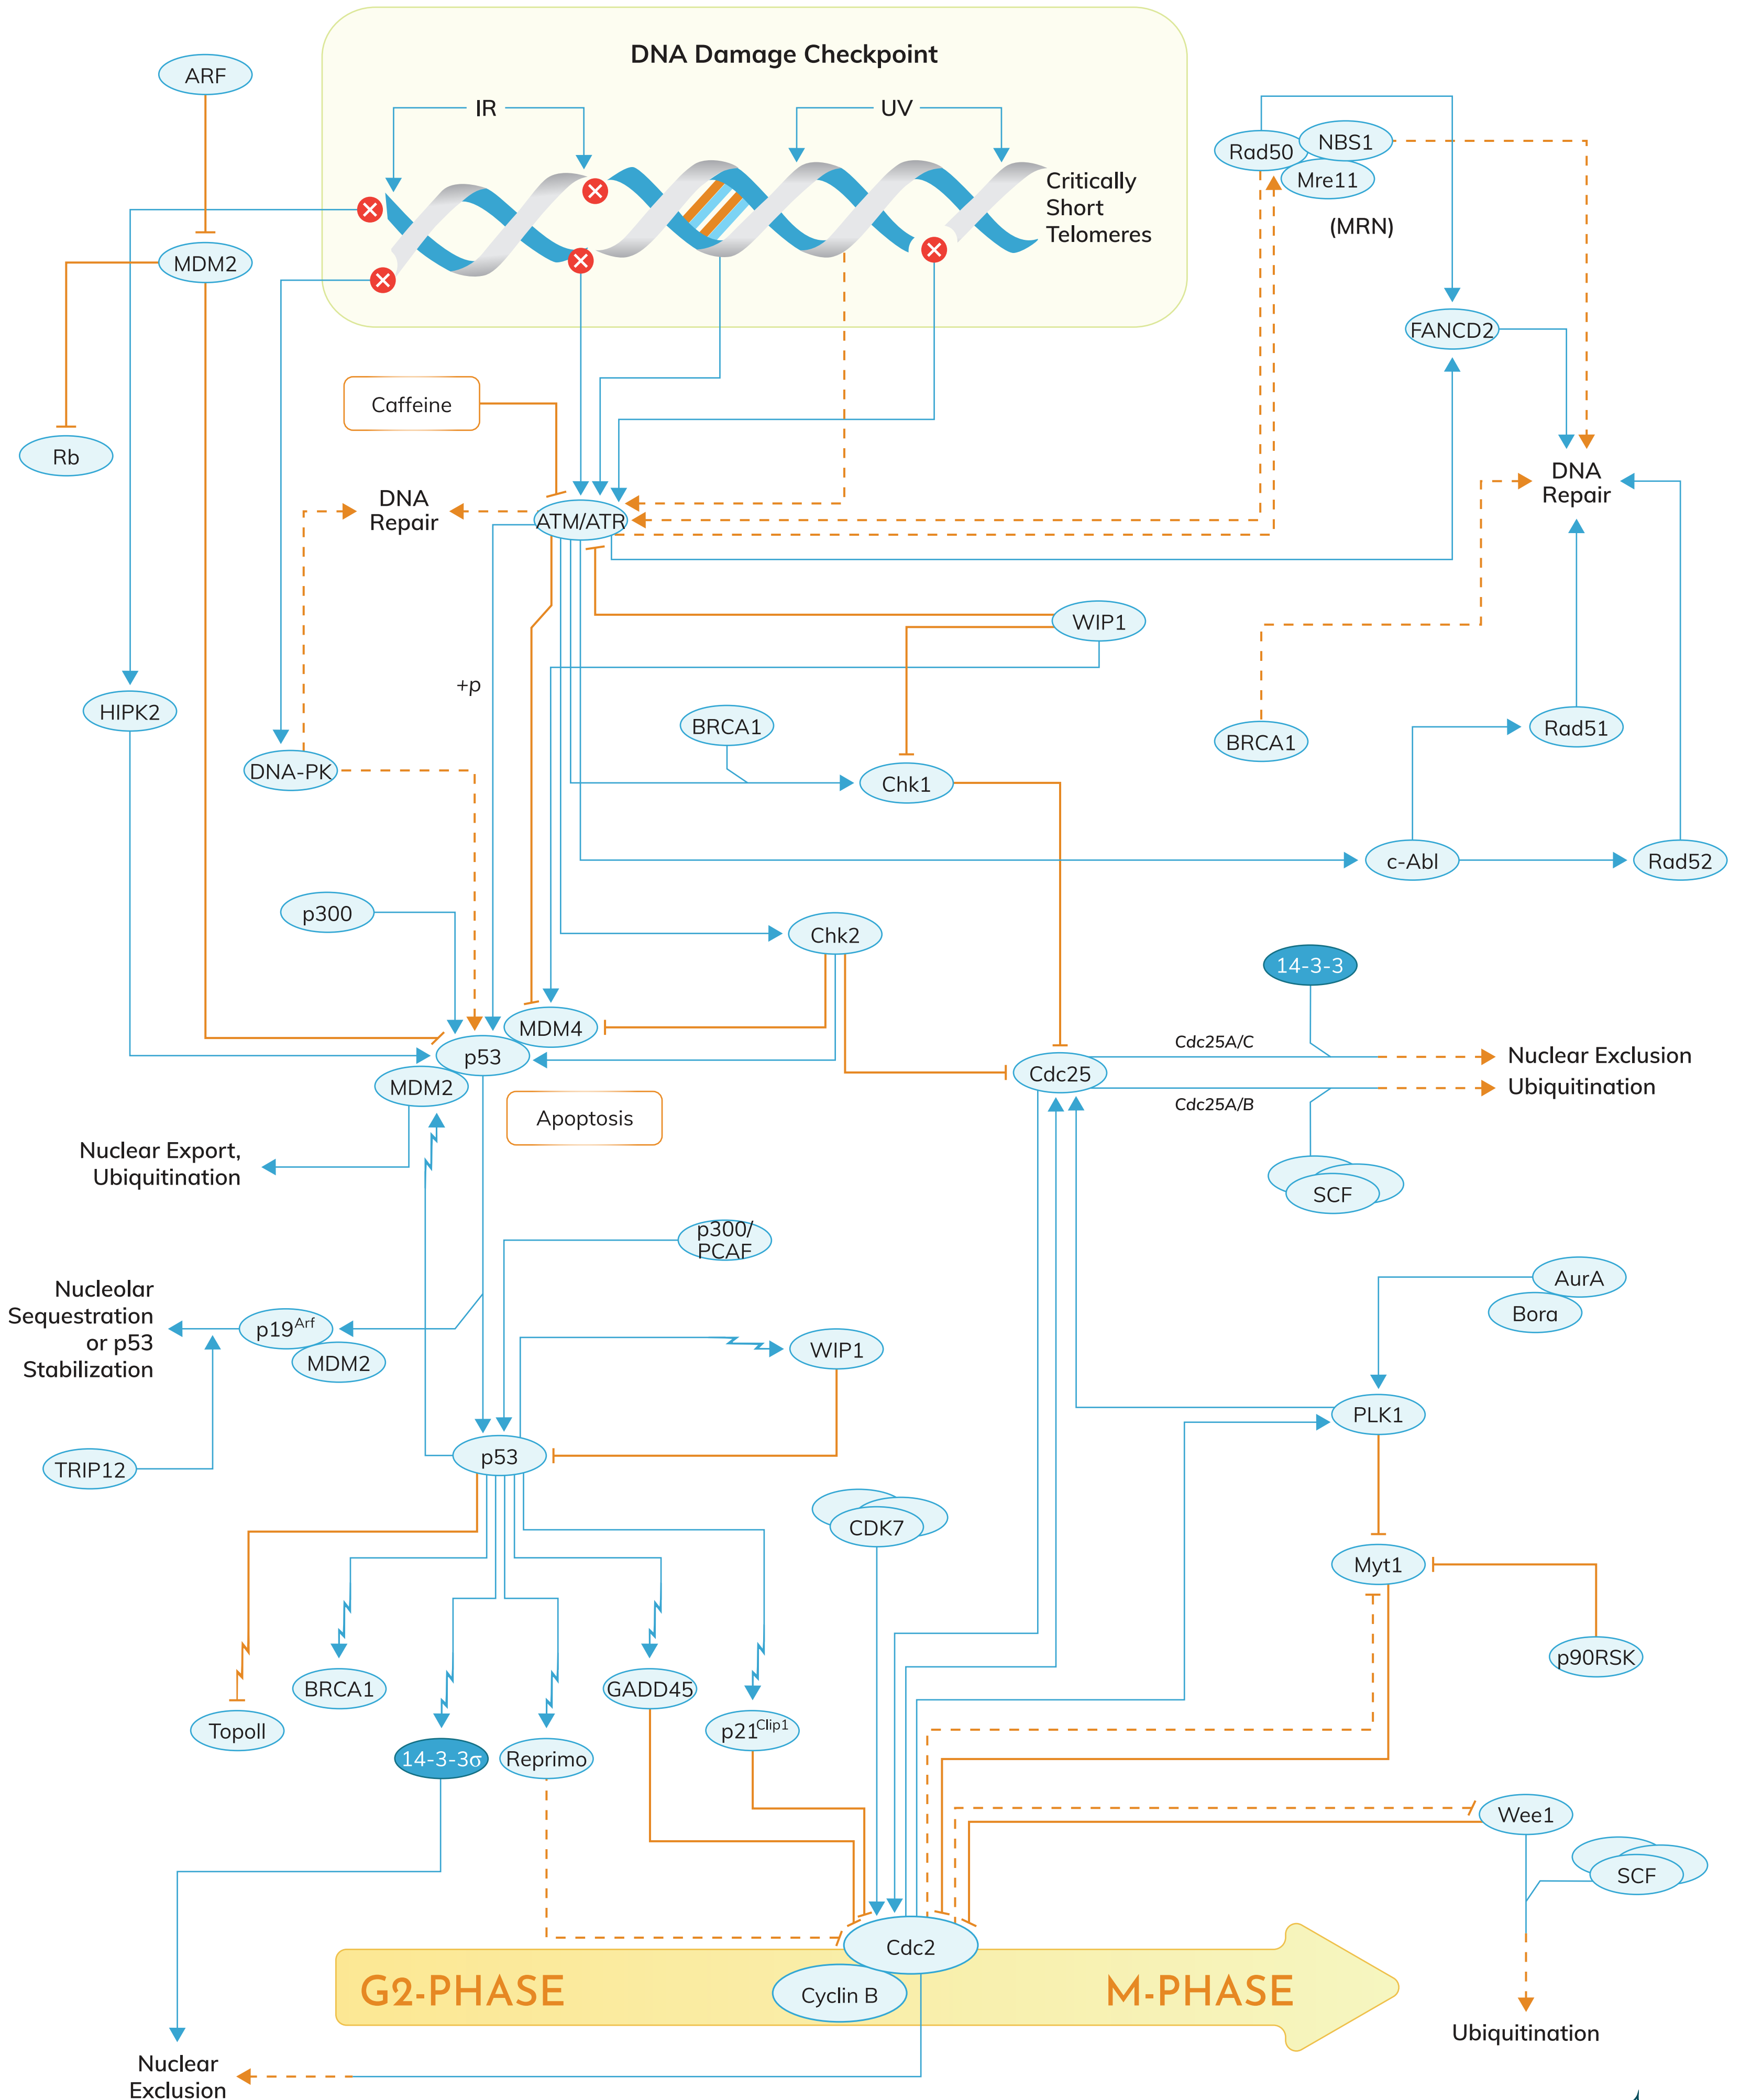 DNA Damage Checkpoint
ARF
IR
UV
NBS1
Rad50
Mre11
(MRN)
Critically
Short
Telomeres
MDM2
FANCD2
Caffeine
Rb
DNA
Repair
DNA
Repair
ATM/ATR
WIP1
+p
HIPK2
BRCA1
BRCA1
Rad51
DNA-PK
Chk1
c-Abl
Rad52
p300
Chk2
14-3-3
MDM4
p53
MDM2
Cdc25
Cdc25A/C
Nuclear Exclusion
Cdc25A/B
Ubiquitination
Apoptosis
Nuclear Export,
Ubiquitination
SCF
p300/
PCAF
AurA
Bora
Nucleolar
Sequestration
or p53
Stabilization
p19Arf
MDM2
WIP1
PLK1
TRIP12
p53
CDK7
Myt1
p90RSK
BRCA1
GADD45
Topoll
p21Clip1
14-3-3σ
Reprimo
Wee1
SCF
Cdc2
Cyclin B
G2-PHASE
M-PHASE
Ubiquitination
Nuclear
Exclusion